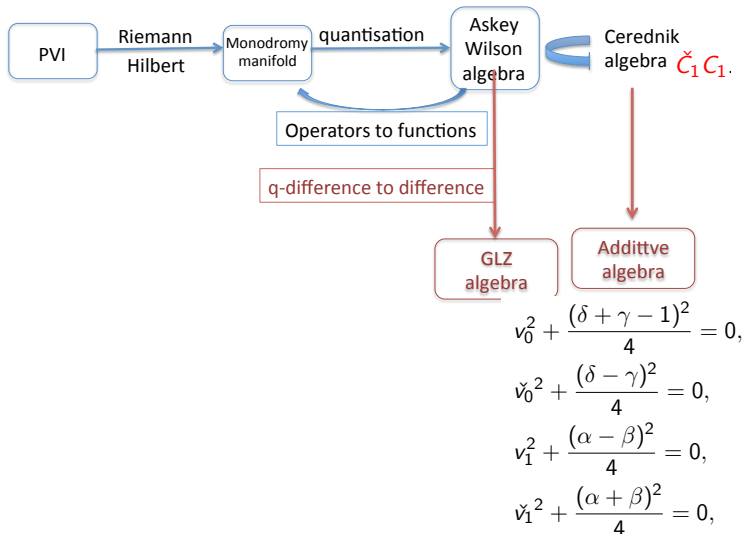 PVI
Riemann
Hilbert
Monodromy
manifold
quantisation
Askey
Wilson
algebra
Cerednik
algebra
Č₁C₁.
Operators to functions
q-difference to difference
GLZ
algebra
Addittve
algebra
v₀² + (δ + γ − 1)²/4 = 0,
v̌₀² + (δ − γ)²/4 = 0,
v₁² + (α − β)²/4 = 0,
v̌₁² + (α + β)²/4 = 0,